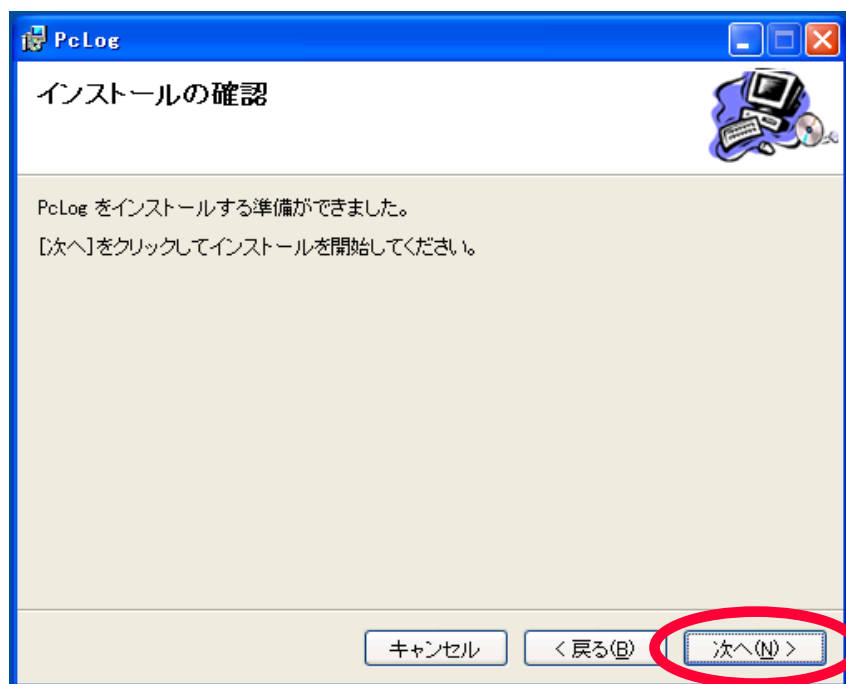 PcLog
インストールの確認
PcLog をインストールする準備ができました。
[次へ]をクリックしてインストールを開始してください。
キャンセル
< 戻る(B)
次へ(N) >